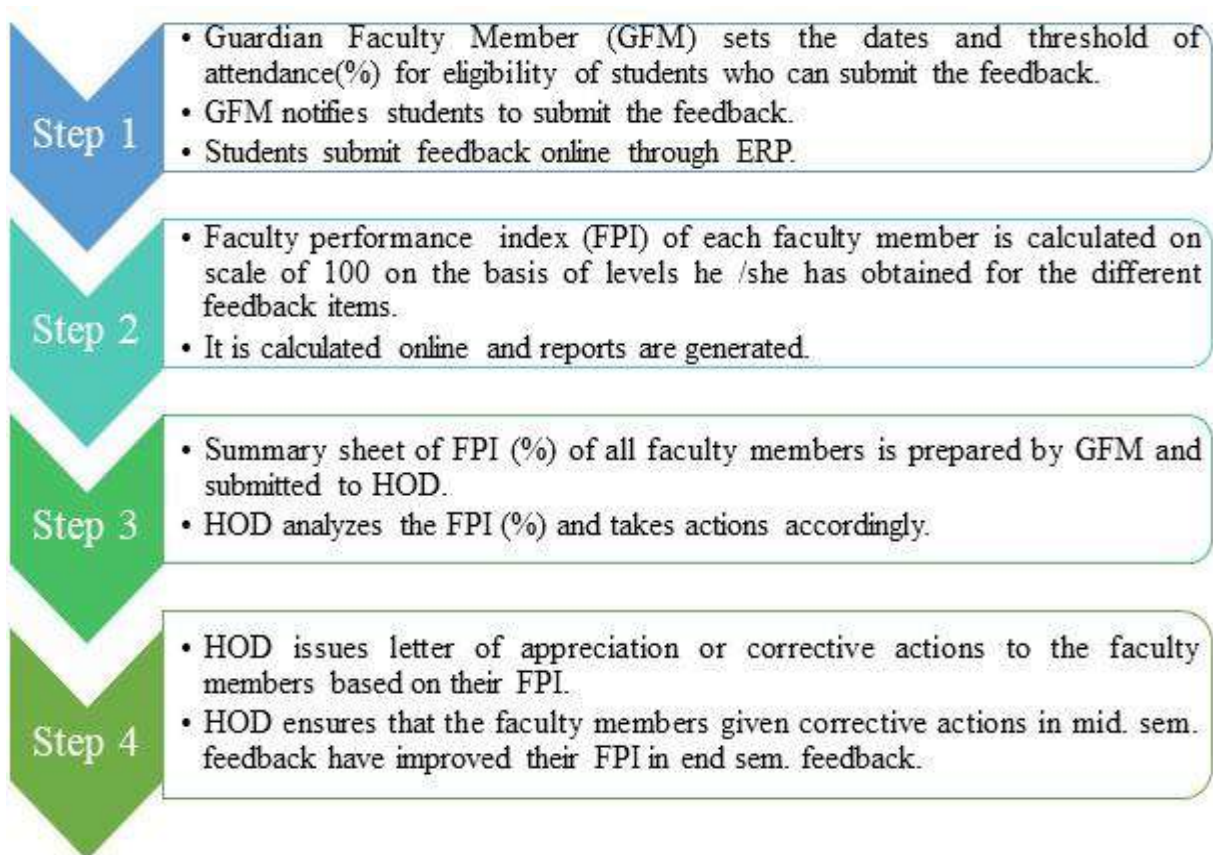 Step 1
• Guardian Faculty Member (GFM) sets the dates and threshold of
attendance(%) for eligibility of students who can submit the feedback.
• GFM notifies students to submit the feedback.
• Students submit feedback online through ERP.
Step 2
• Faculty performance index (FPI) of each faculty member is calculated on
scale of 100 on the basis of levels he /she has obtained for the different
feedback items.
• It is calculated online and reports are generated.
Step 3
• Summary sheet of FPI (%) of all faculty members is prepared by GFM and
submitted to HOD.
• HOD analyzes the FPI (%) and takes actions accordingly.
Step 4
• HOD issues letter of appreciation or corrective actions to the faculty
members based on their FPI.
• HOD ensures that the faculty members given corrective actions in mid. sem.
feedback have improved their FPI in end sem. feedback.